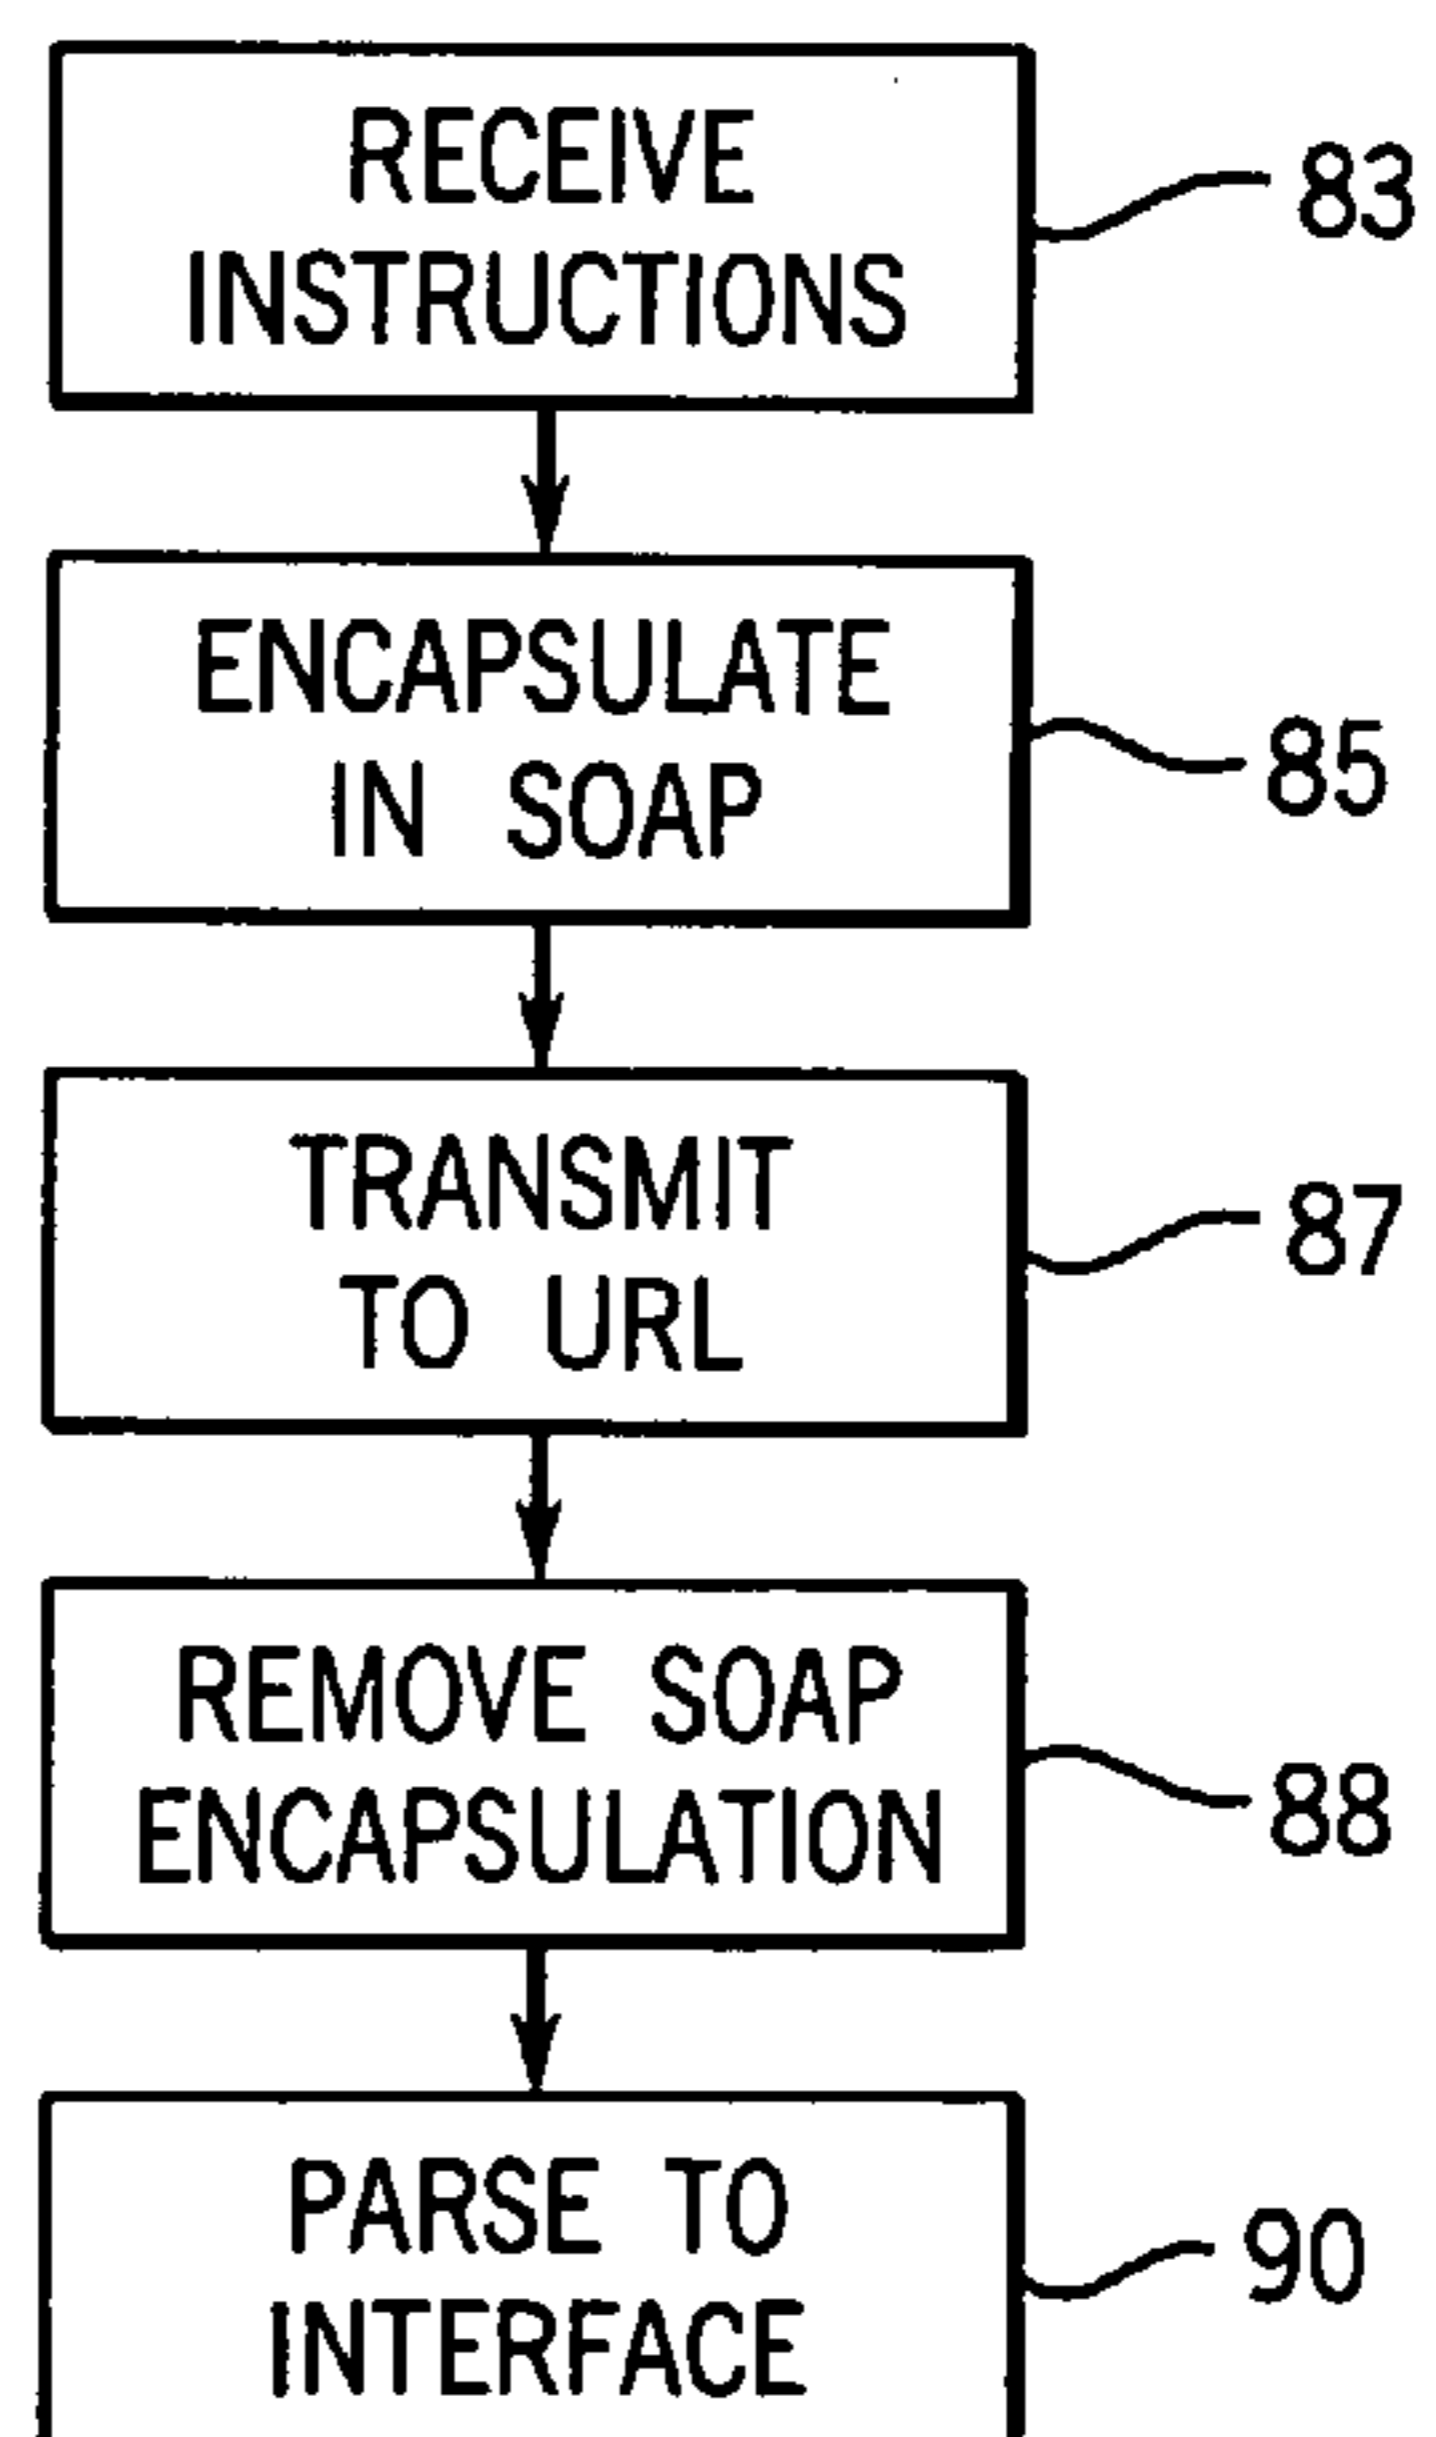 RECEIVE
INSTRUCTIONS
83
ENCAPSULATE
IN SOAP
85
TRANSMIT
TO URL
87
REMOVE SOAP
ENCAPSULATION
88
PARSE TO
INTERFACE
90